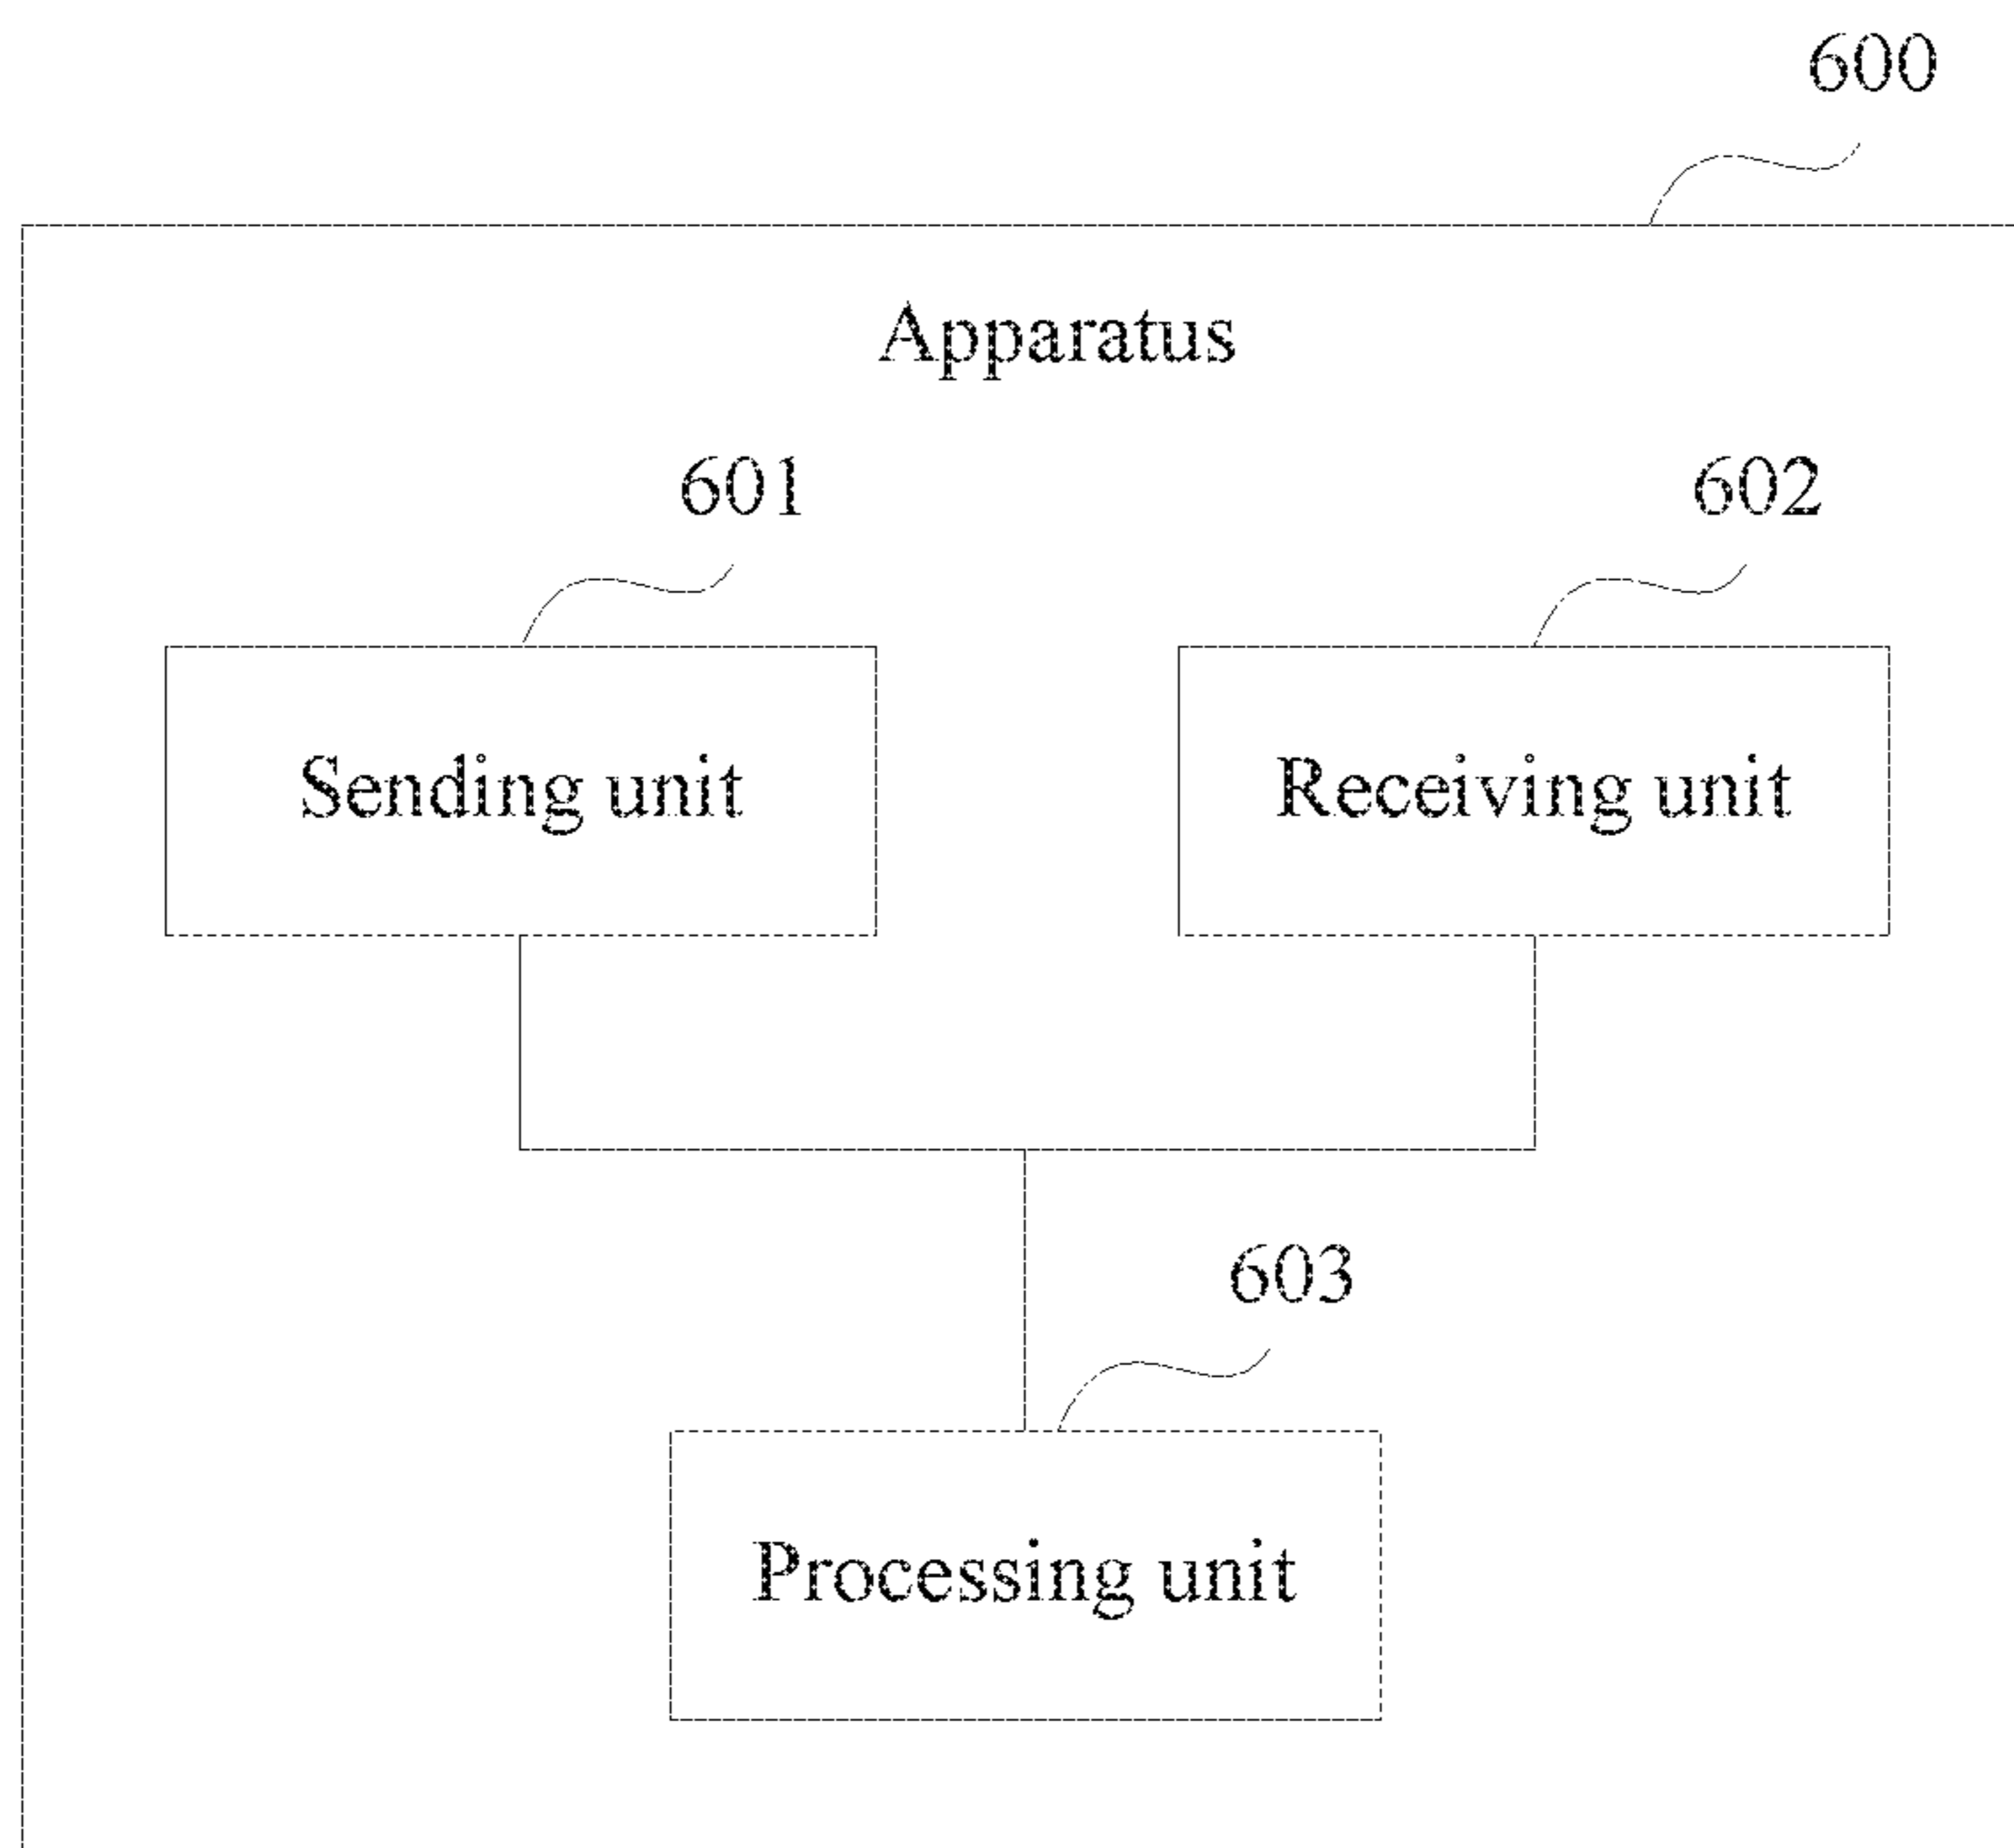 600
Apparatus
601
602
Sending unit
Receiving unit
603
Processing unit